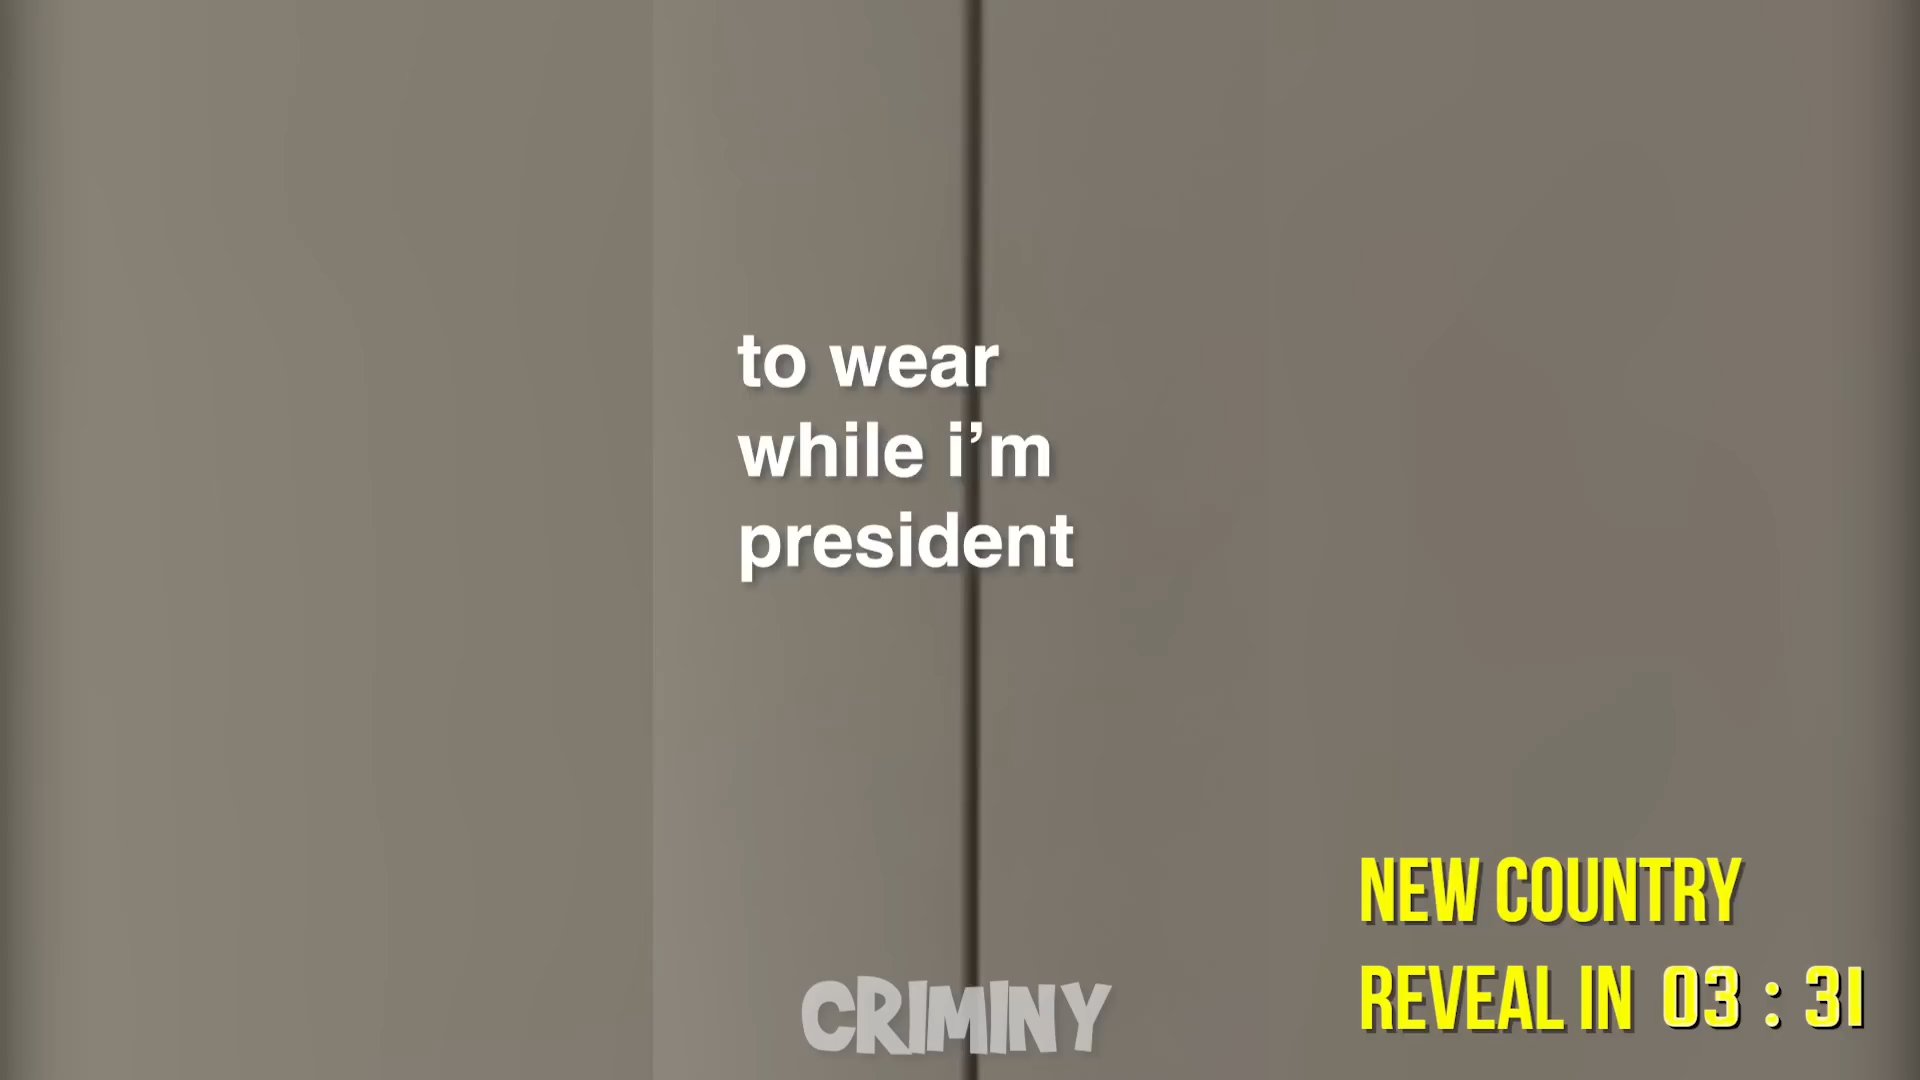 to wear
while i’m
president
NEW COUNTRY
REVEAL IN 03 : 31
CRIMINY